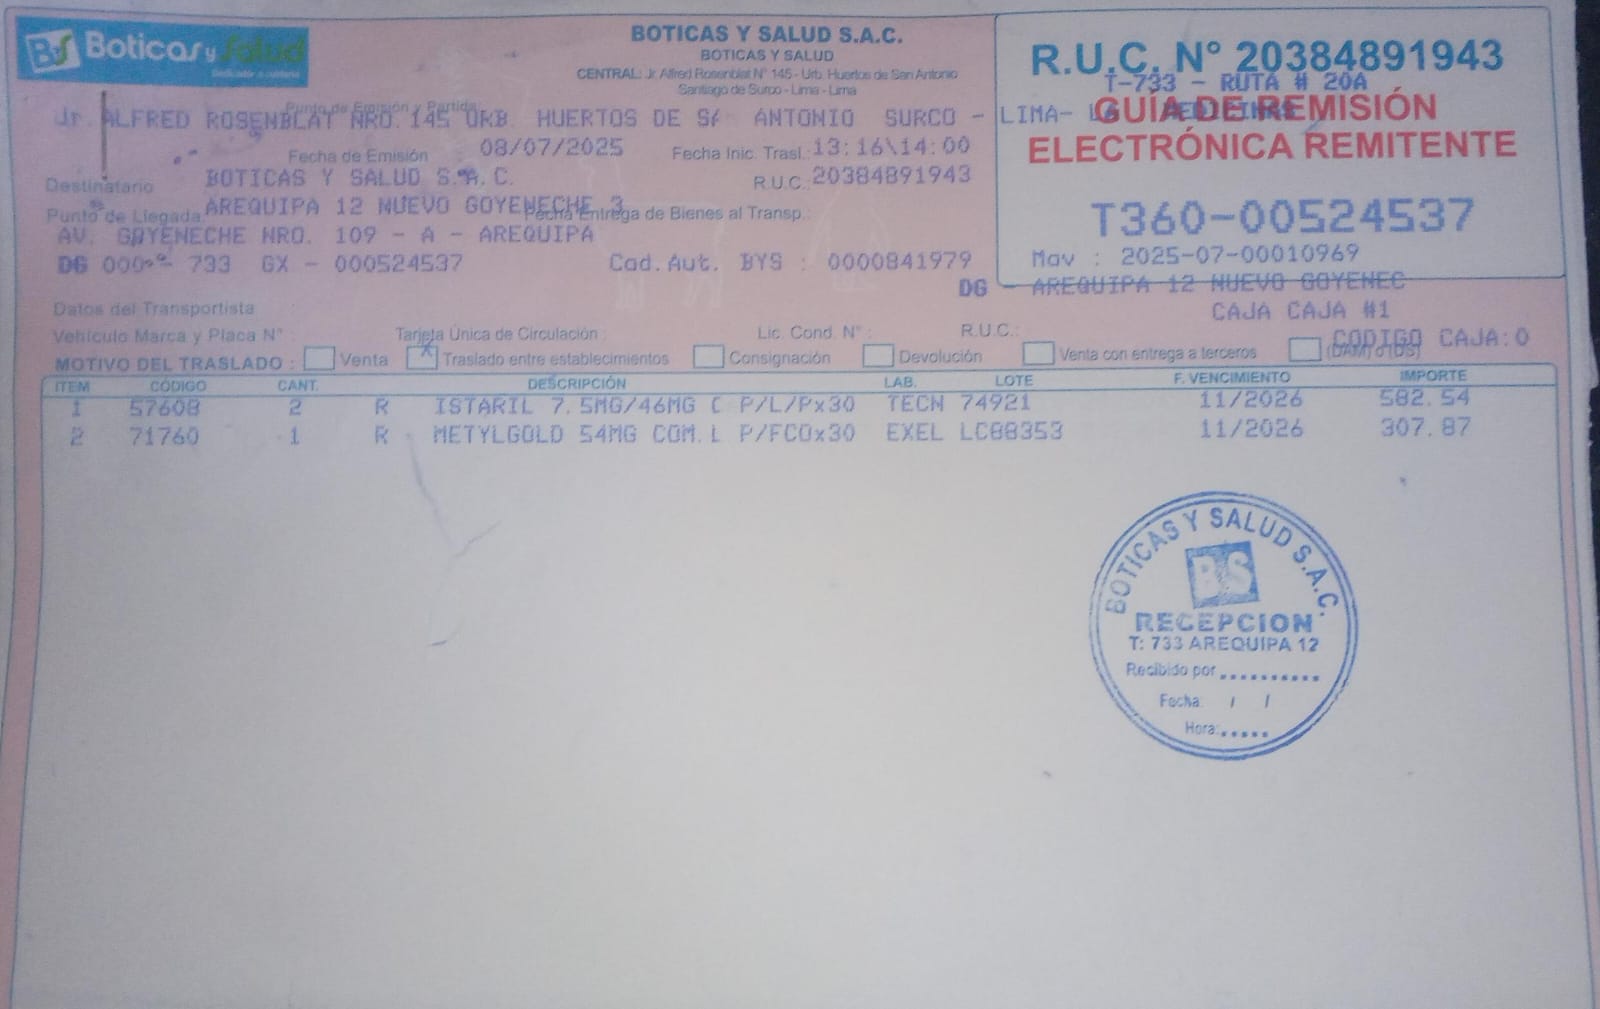 BS Boticas y Salud
Dedicados a cuidarte
BOTICAS Y SALUD S.A.C.
BOTICAS Y SALUD
CENTRAL: Jr. Alfred Rosenblat N° 145 - Urb. Huertos de San Antonio
Santiago de Surco - Lima - Lima
R.U.C. N° 20384891943
T-733 - RUTA # 20A
GUÍA DE REMISIÓN
ELECTRÓNICA REMITENTE
T360-00524537
Mov : 2025-07-00010969
Punto de Emisión y Partida:
Jr. ALFRED ROSENBLAT NRO. 145 URB. HUERTOS DE SA ANTONIO SURCO - LIMA-
Fecha de Emisión 08/07/2025 Fecha Inic. Trasl.: 13:16\14:00
Destinatario BOTICAS Y SALUD S.A.C. R.U.C.: 20384891943
Punto de Llegada AREQUIPA 12 NUEVO GOYENECHE 3 Fecha Entrega de Bienes al Transp.:
AV. GOYENECHE NRO. 109 - A - AREQUIPA
DG - 733 GX - 000524537 Cad. Aut. BYS : 0000841979
DG - AREQUIPA 12 NUEVO GOYENEC
CAJA CAJA #1
Datos del Transportista
Vehículo Marca y Placa N° : Tarjeta Única de Circulación : Lic. Cond. N° : R.U.C.:
CODIGO CAJA:0
MOTIVO DEL TRASLADO : Venta X Traslado entre establecimientos Consignación Devolución Venta con entrega a terceros (DAM) ó (DS)
ITEM CÓDIGO CANT. DESCRIPCIÓN LAB. LOTE F. VENCIMIENTO IMPORTE
1 57608 2 R ISTARIL 7.5MG/46MG C P/L/Px30 TECN 74921 11/2026 582.54
2 71760 1 R METYLGOLD 54MG COM.L P/FCOx30 EXEL LC88353 11/2026 307.87
BOTICAS Y SALUD S.A.C.
BS
RECEPCION
T: 733 AREQUIPA 12
Recibido por ..........
Fecha: / /
Hora:.....